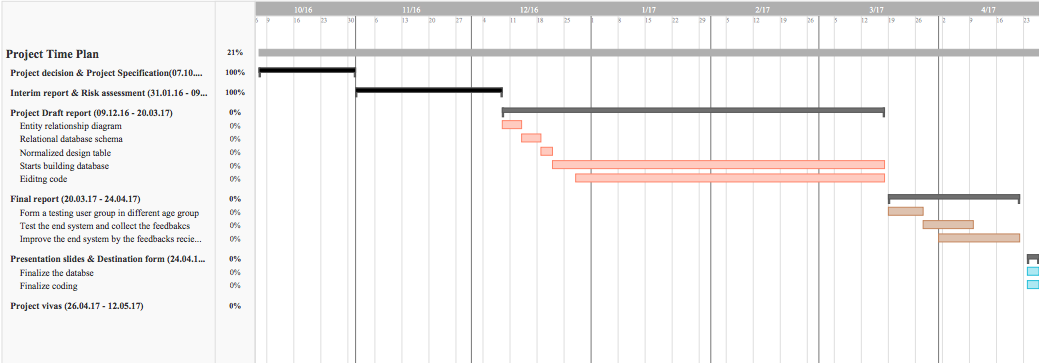 10/16 11/16 12/16 1/17 2/17 3/17 4/17
6 9 16 23 30 6 13 20 27 4 11 18 25 1 8 15 22 29 5 12 19 26 5 12 19 26 2 9 16 23
Project Time Plan 21%
Project decision & Project Specification(07.10.... 100%
Interim report & Risk assessment (31.01.16 - 09... 100%
Project Draft report (09.12.16 - 20.03.17) 0%
Entity relationship diagram 0%
Relational database schema 0%
Normalized design table 0%
Starts building database 0%
Eiditng code 0%
Final report (20.03.17 - 24.04.17) 0%
Form a testing user group in different age group 0%
Test the end system and collect the feedbakcs 0%
Improve the end system by the feedbacks recie... 0%
Presentation slides & Destination form (24.04.1... 0%
Finalize the databse 0%
Finalize coding 0%
Project vivas (26.04.17 - 12.05.17) 0%